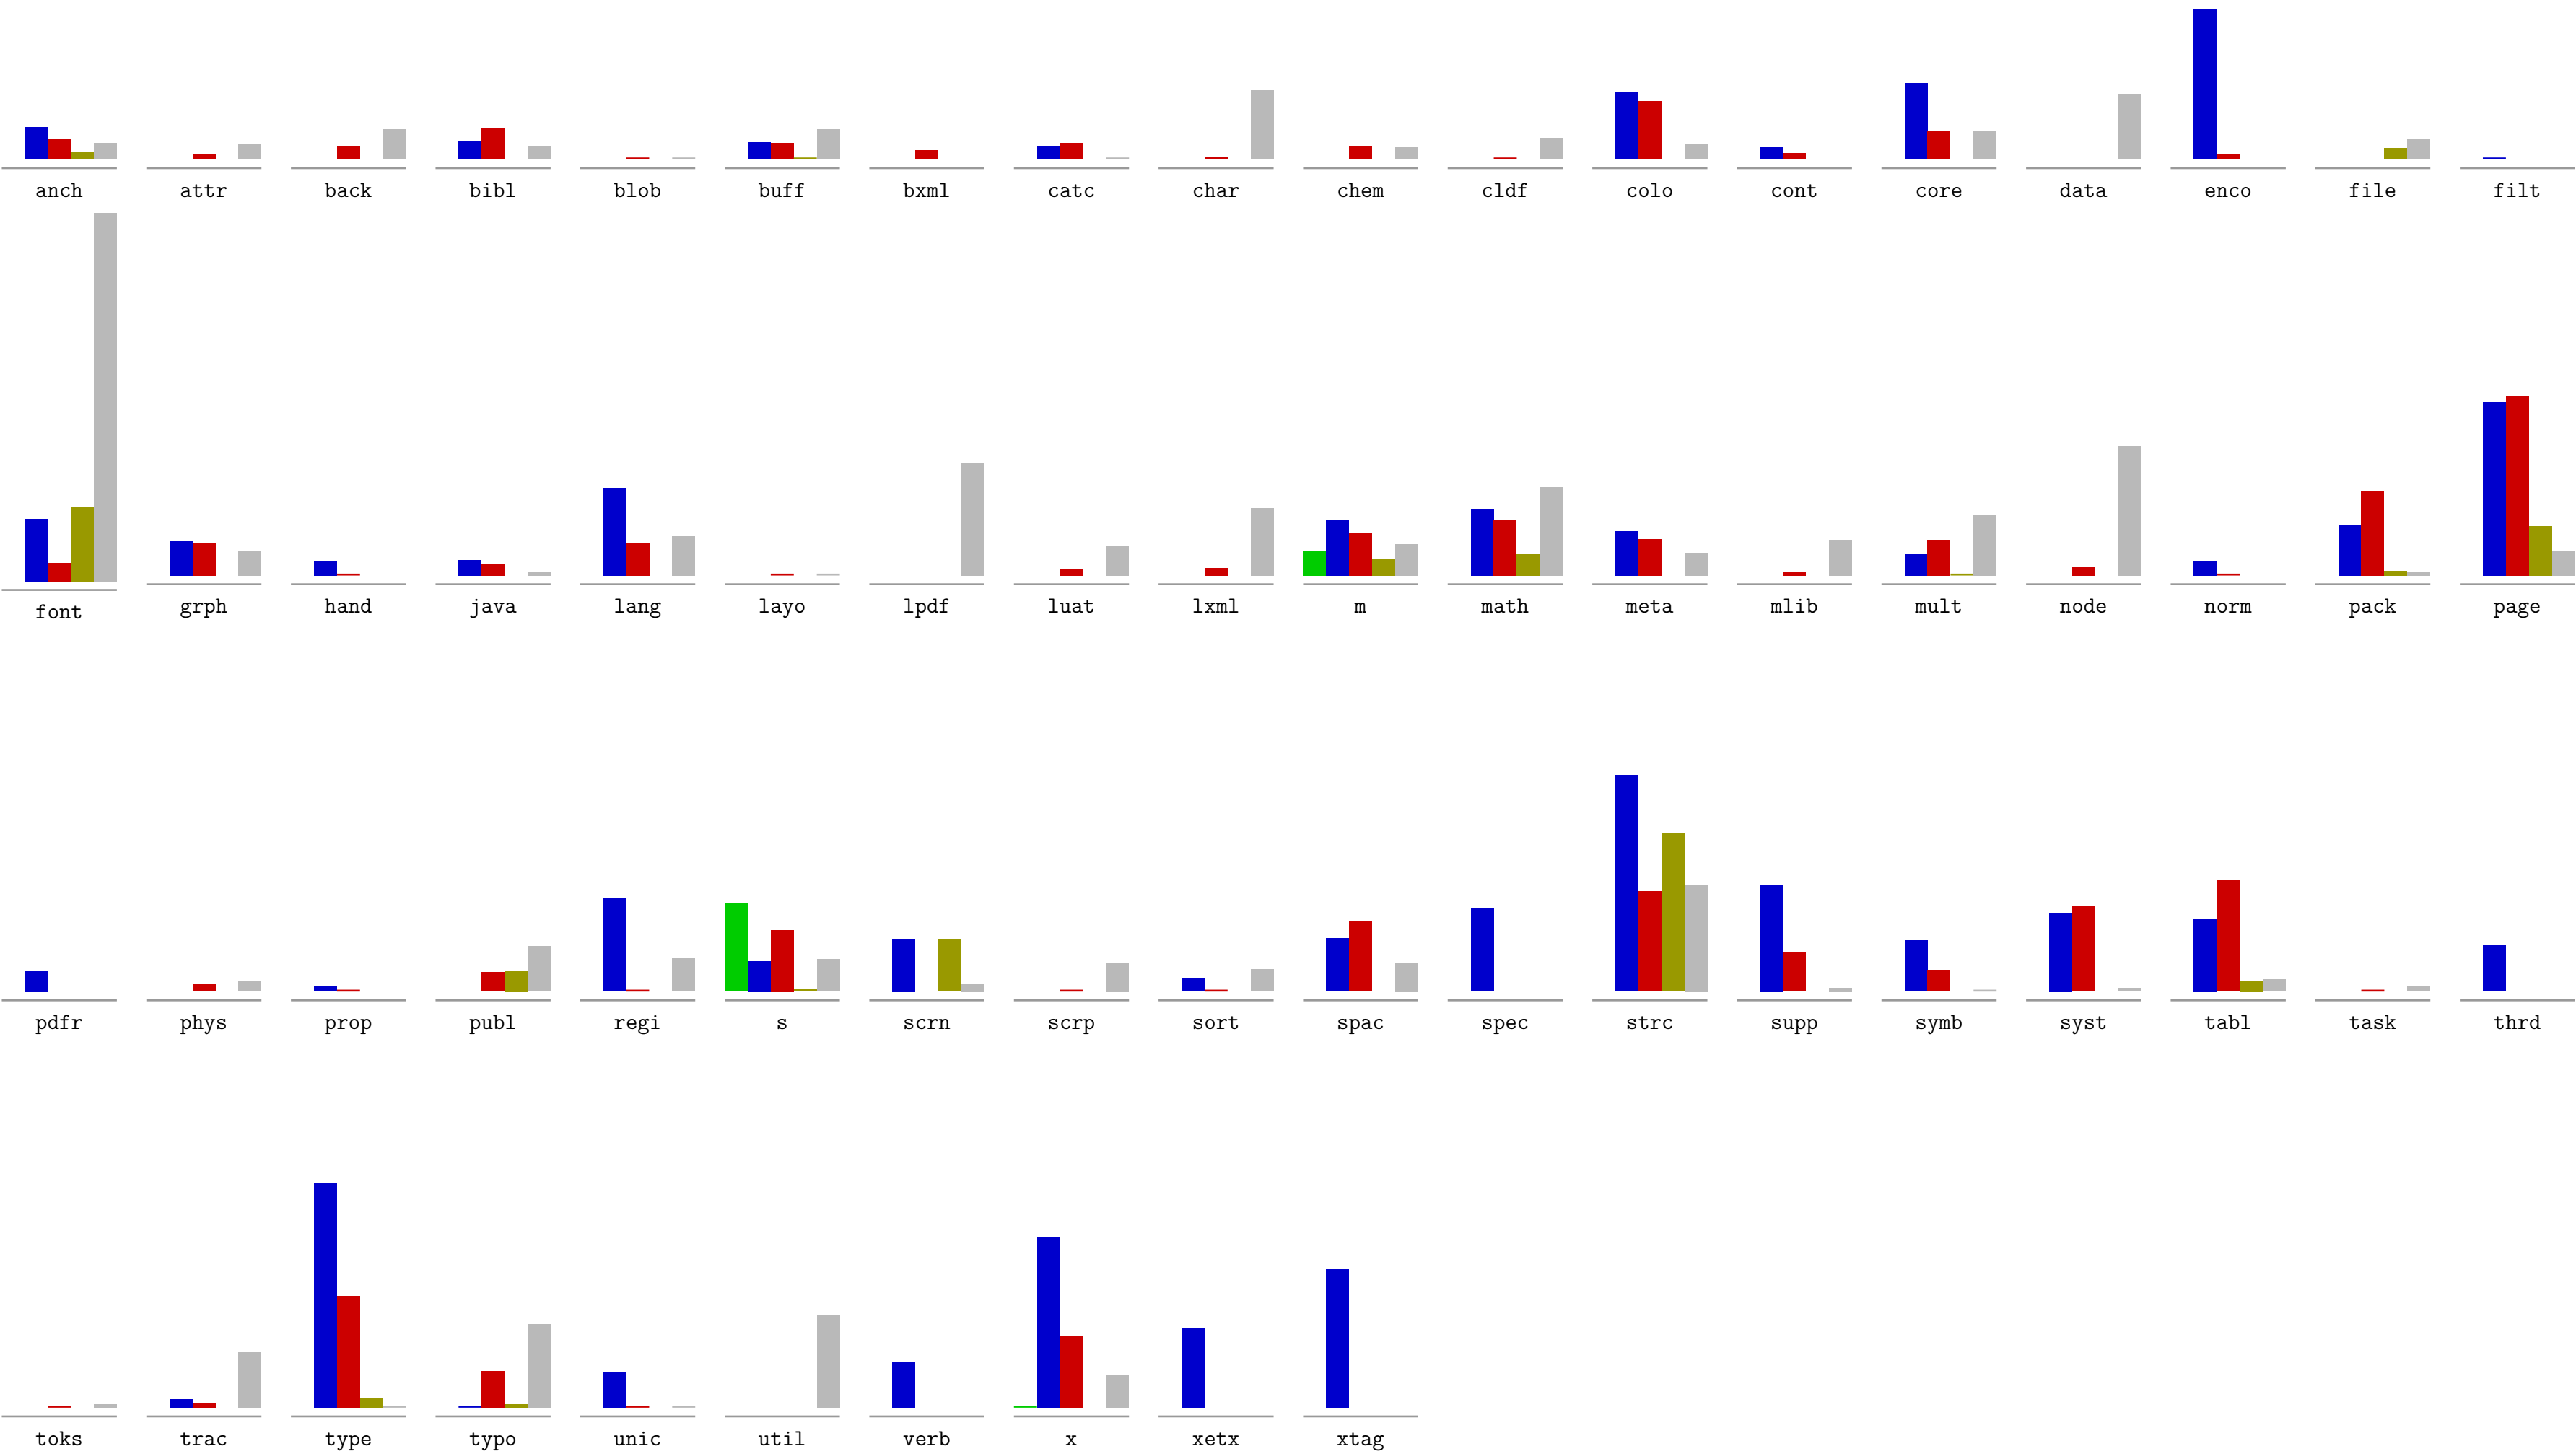 anch attr back bibl blob buff bxml catc char chem cldf colo cont core data enco file filt
font grph hand java lang layo lpdf luat lxml m math meta mlib mult node norm pack page
pdfr phys prop publ regi s scrn scrp sort spac spec strc supp symb syst tabl task thrd
toks trac type typo unic util verb x xetx xtag